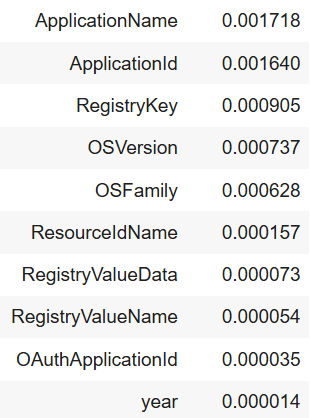 ApplicationName 0.001718
ApplicationId 0.001640
RegistryKey 0.000905
OSVersion 0.000737
OSFamily 0.000628
ResourceIdName 0.000157
RegistryValueData 0.000073
RegistryValueName 0.000054
OAuthApplicationId 0.000035
year 0.000014